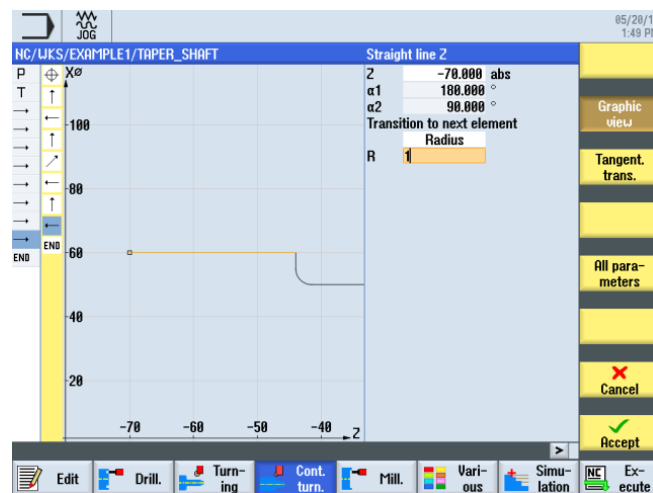 JOG
05/20/1
1:49 P
NC/WKS/EXAMPLE1/TAPER_SHAFT
Straight line Z
P
T
END
END
XØ
-100
-80
-60
-40
-20
-70
-60
-50
-40
Z
Z -70.000 abs
α1 180.000 °
α2 90.000 °
Transition to next element
Radius
R 1
Graphic
view
Tangent.
trans.
All para-
meters
Cancel
Accept
>
Edit
Drill.
Turn-
ing
Cont.
turn.
Mill.
Vari-
ous
Simu-
lation
NC
Ex-
ecute